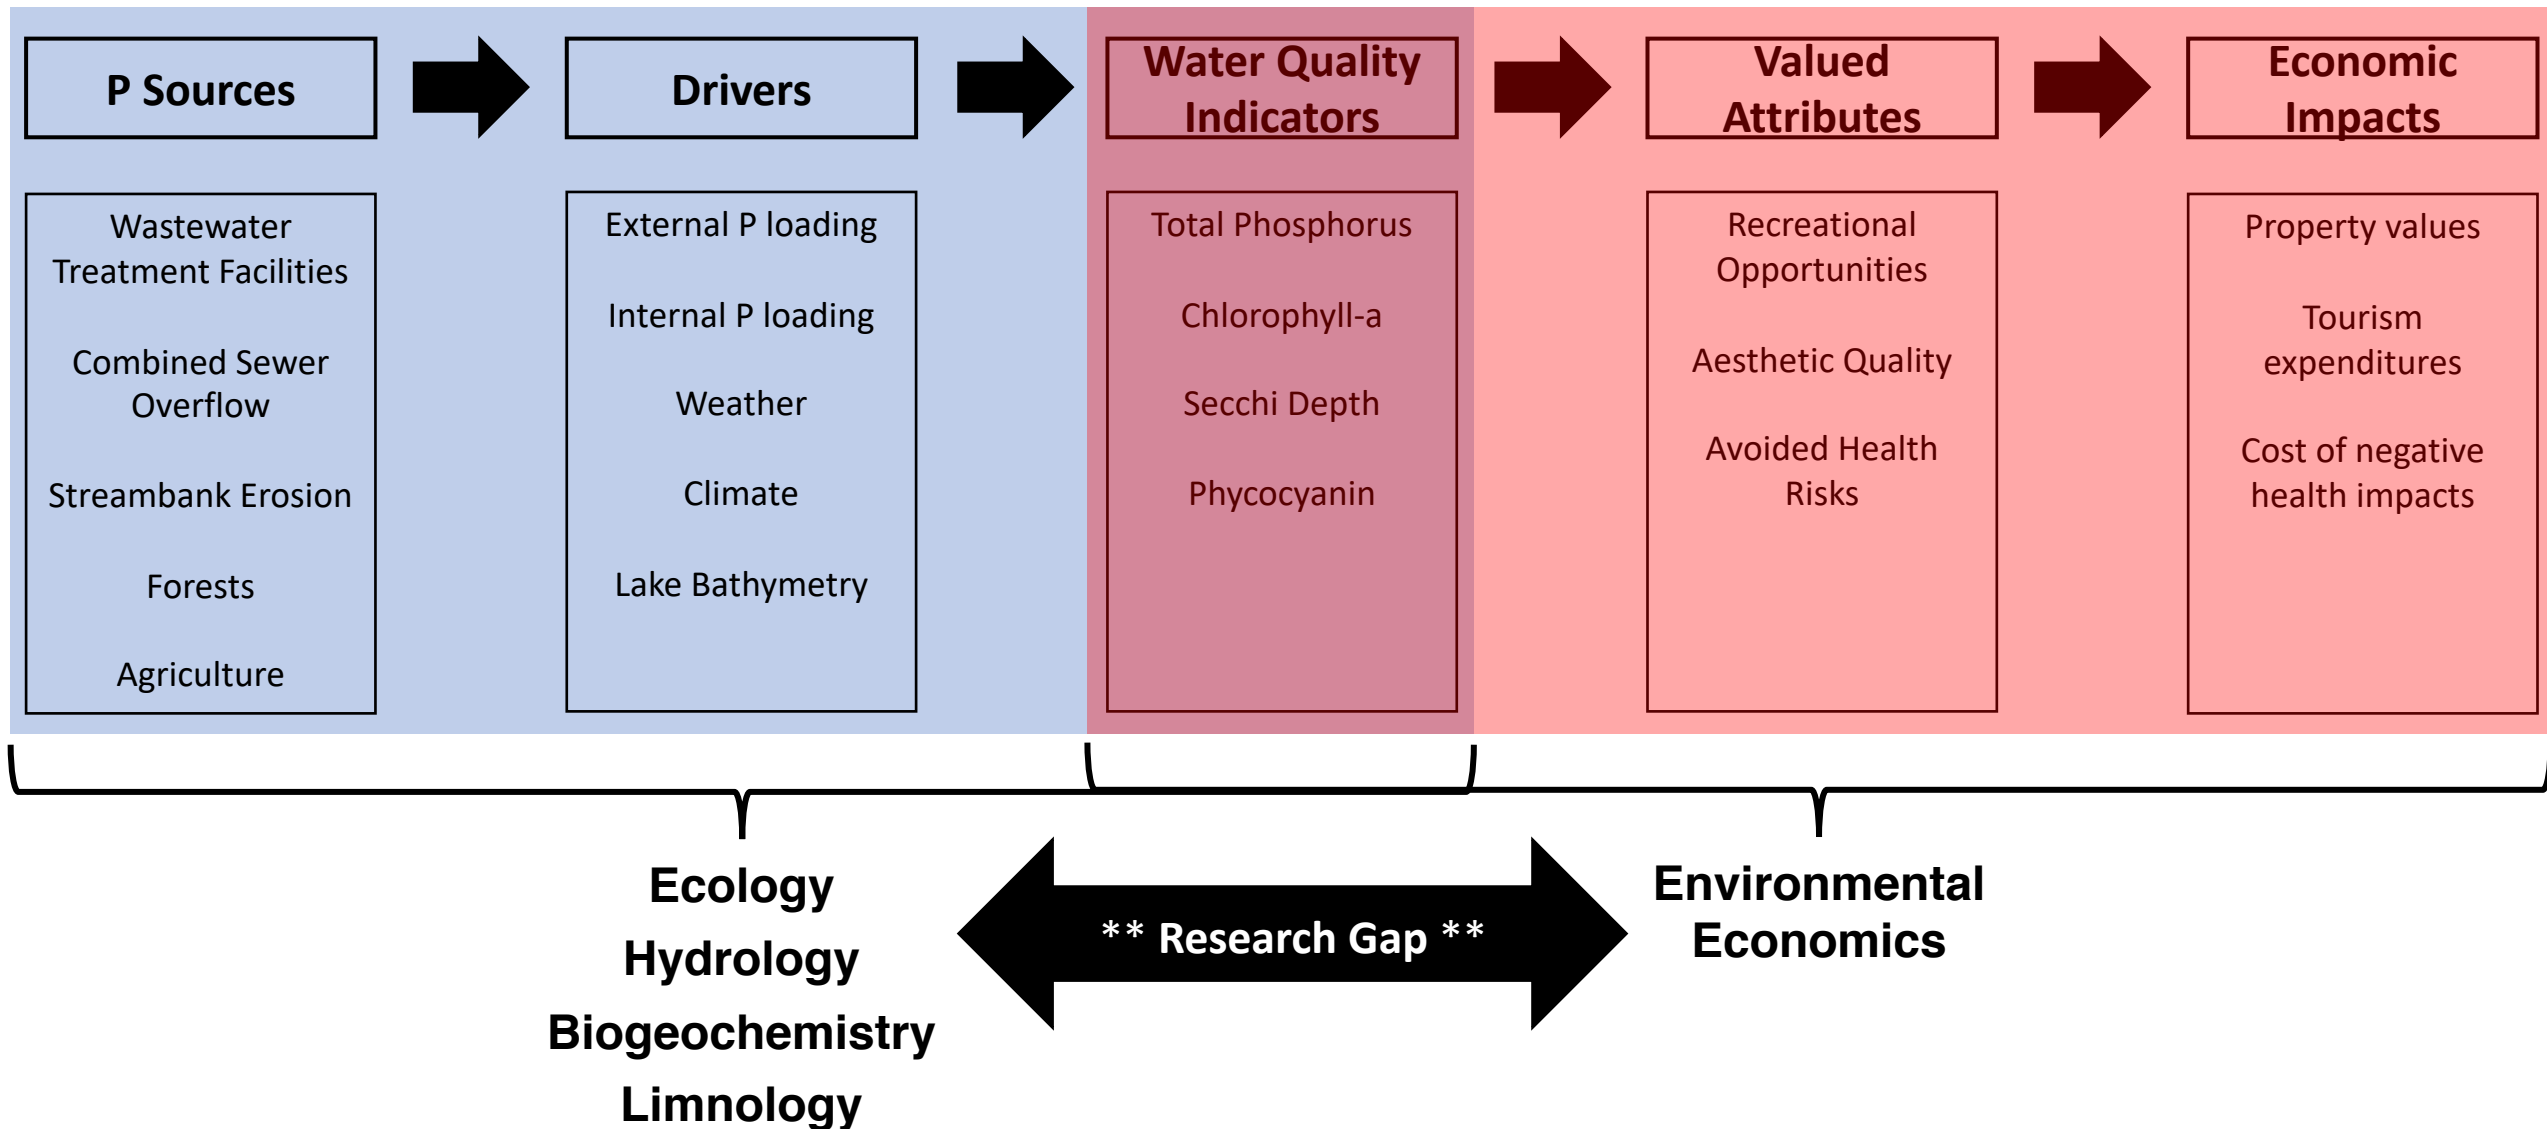 P Sources
Drivers
Water Quality
Indicators
Valued
Attributes
Economic
Impacts
Wastewater
Treatment Facilities
Combined Sewer
Overflow
Streambank Erosion
Forests
Agriculture
External P loading
Internal P loading
Weather
Climate
Lake Bathymetry
Total Phosphorus
Chlorophyll-a
Secchi Depth
Phycocyanin
Recreational
Opportunities
Aesthetic Quality
Avoided Health
Risks
Property values
Tourism
expenditures
Cost of negative
health impacts
Ecology
Hydrology
Biogeochemistry
Limnology
** Research Gap **
Environmental
Economics